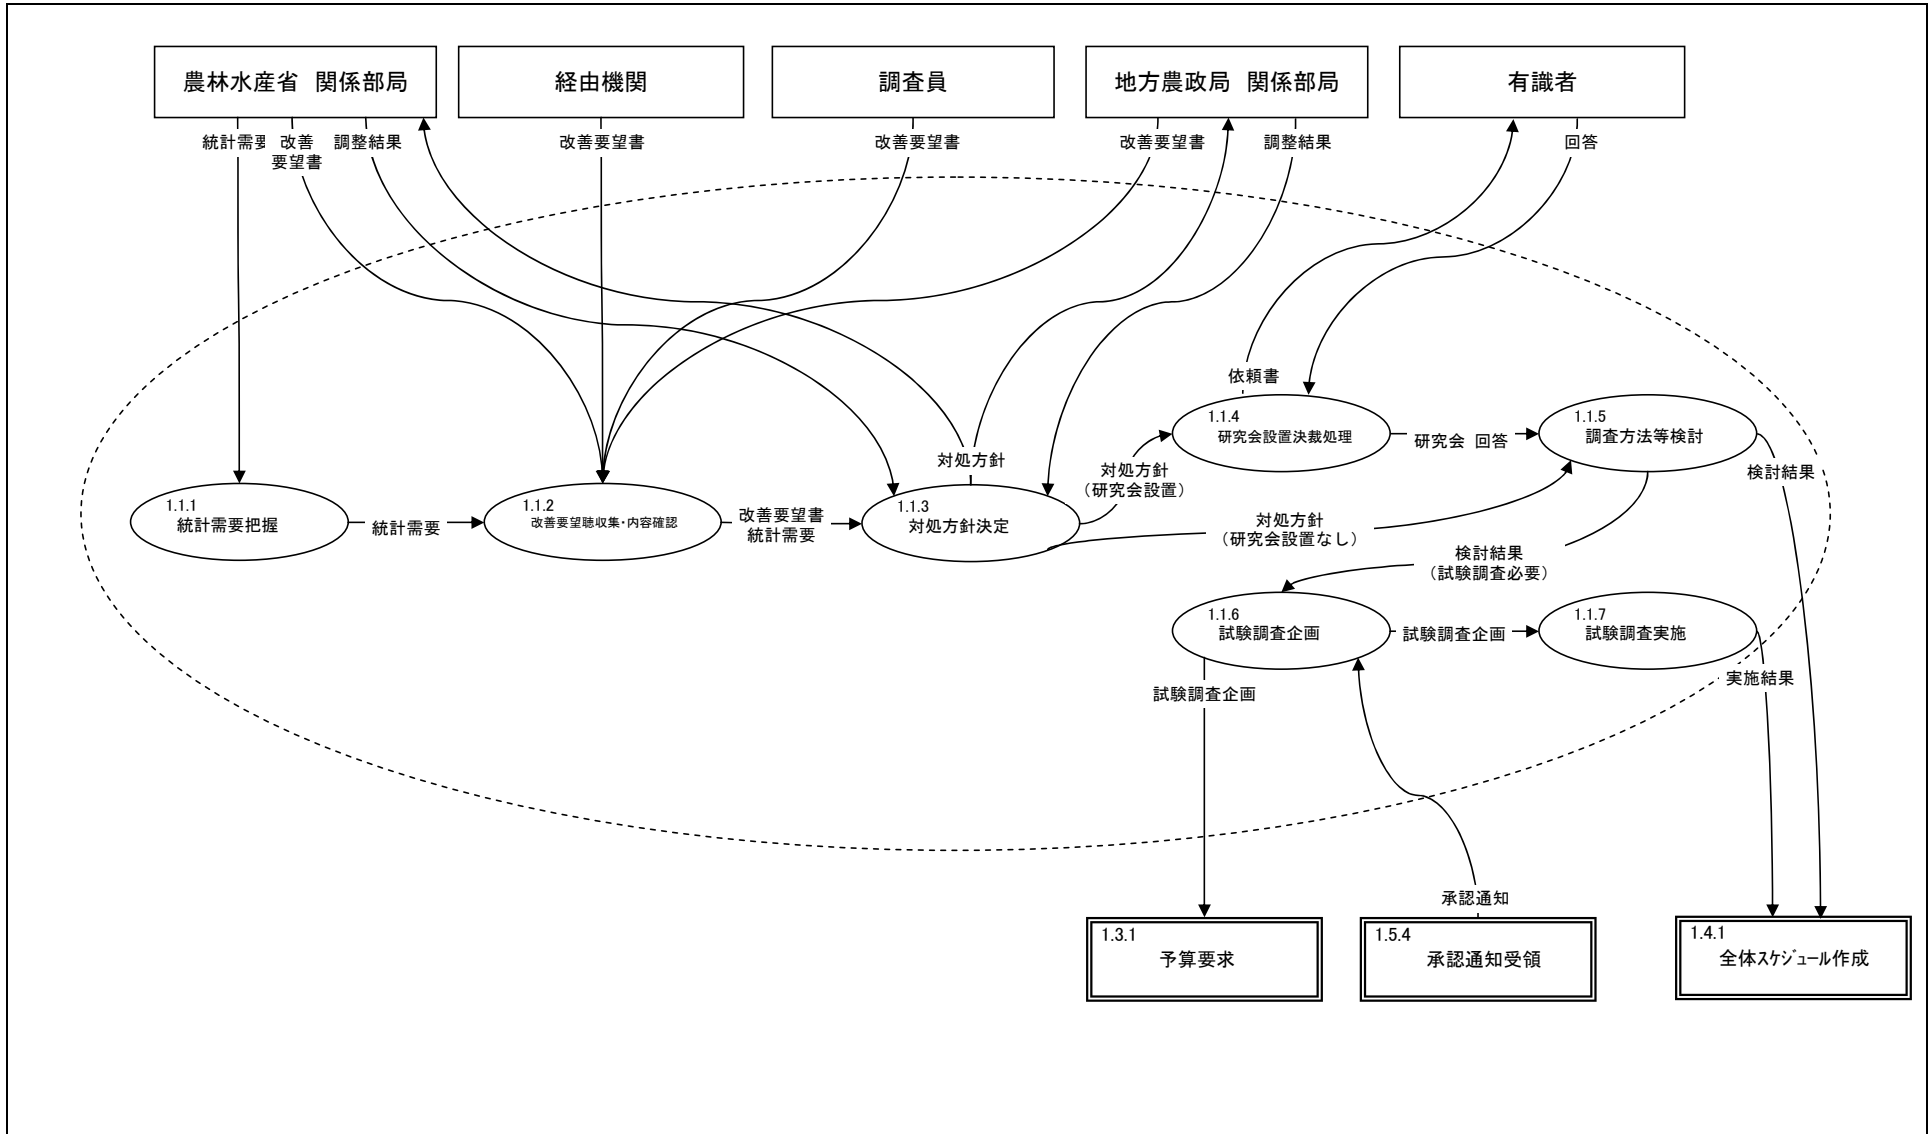 農林水産省 関係部局
経由機関
調査員
地方農政局 関係部局
有識者
統計需要
改善
要望書
調整結果
改善要望書
改善要望書
改善要望書
調整結果
回答
依頼書
1.1.4
研究会設置決裁処理
研究会 回答
1.1.5
調査方法等検討
対処方針
対処方針
（研究会設置）
検討結果
1.1.1
統計需要把握
統計需要
1.1.2
改善要望聴収集・内容確認
改善要望書
統計需要
1.1.3
対処方針決定
対処方針
（研究会設置なし）
検討結果
（試験調査必要）
1.1.6
試験調査企画
試験調査企画
1.1.7
試験調査実施
試験調査企画
実施結果
承認通知
1.3.1
予算要求
1.5.4
承認通知受領
1.4.1
全体ｽｹｼﾞｭｰﾙ作成